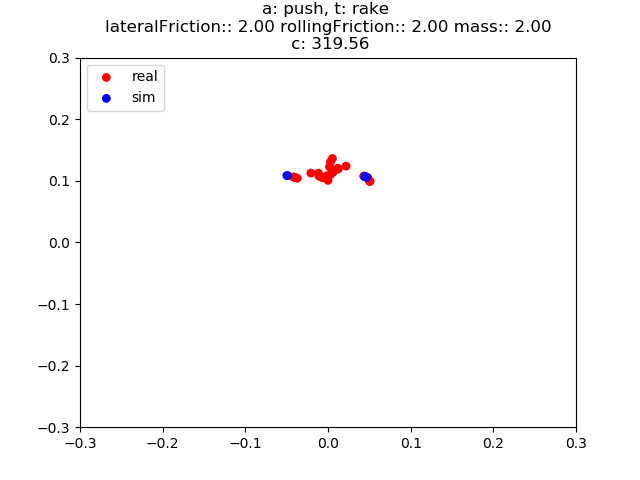 a: push, t: rake
lateralFriction:: 2.00 rollingFriction:: 2.00 mass:: 2.00
c: 319.56
real
sim
0.3
0.2
0.1
0.0
−0.1
−0.2
−0.3
−0.3 −0.2 −0.1 0.0 0.1 0.2 0.3